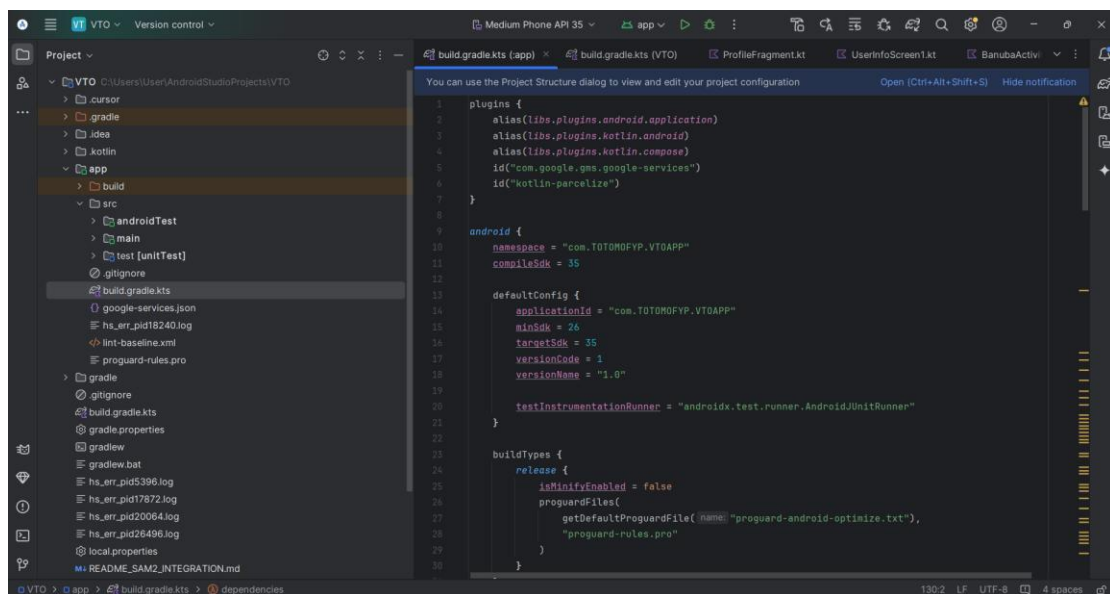 VT VTO Version control
Medium Phone API 35 app
Project
build.gradle.kts (:app) build.gradle.kts (VTO) ProfileFragment.kt UserInfoScreen1.kt BanubaActivi
You can use the Project Structure dialog to view and edit your project configuration Open (Ctrl+Alt+Shift+S) Hide notification
VTO C:\Users\User\AndroidStudioProjects\VTO
.cursor
.gradle
.idea
.kotlin
app
build
src
androidTest
main
test [unitTest]
.gitignore
build.gradle.kts
google-services.json
hs_err_pid18240.log
lint-baseline.xml
proguard-rules.pro
gradle
.gitignore
build.gradle.kts
gradle.properties
gradlew
gradlew.bat
hs_err_pid5396.log
hs_err_pid17872.log
hs_err_pid20064.log
hs_err_pid26496.log
local.properties
README_SAM2_INTEGRATION.md
1 plugins {
2 alias(libs.plugins.android.application)
3 alias(libs.plugins.kotlin.android)
4 alias(libs.plugins.kotlin.compose)
5 id("com.google.gms.google-services")
6 id("kotlin-parcelize")
7 }
8
9 android {
10 namespace = "com.TOTOMOFYP.VTOAPP"
11 compileSdk = 35
12
13 defaultConfig {
14 applicationId = "com.TOTOMOFYP.VTOAPP"
15 minSdk = 26
16 targetSdk = 35
17 versionCode = 1
18 versionName = "1.0"
19
20 testInstrumentationRunner = "androidx.test.runner.AndroidJUnitRunner"
21 }
22
23 buildTypes {
24 release {
25 isMinifyEnabled = false
26 proguardFiles(
27 getDefaultProguardFile( name: "proguard-android-optimize.txt"),
28 "proguard-rules.pro"
29 )
30 }
VTO > app > build.gradle.kts > dependencies 130:2 LF UTF-8 4 spaces